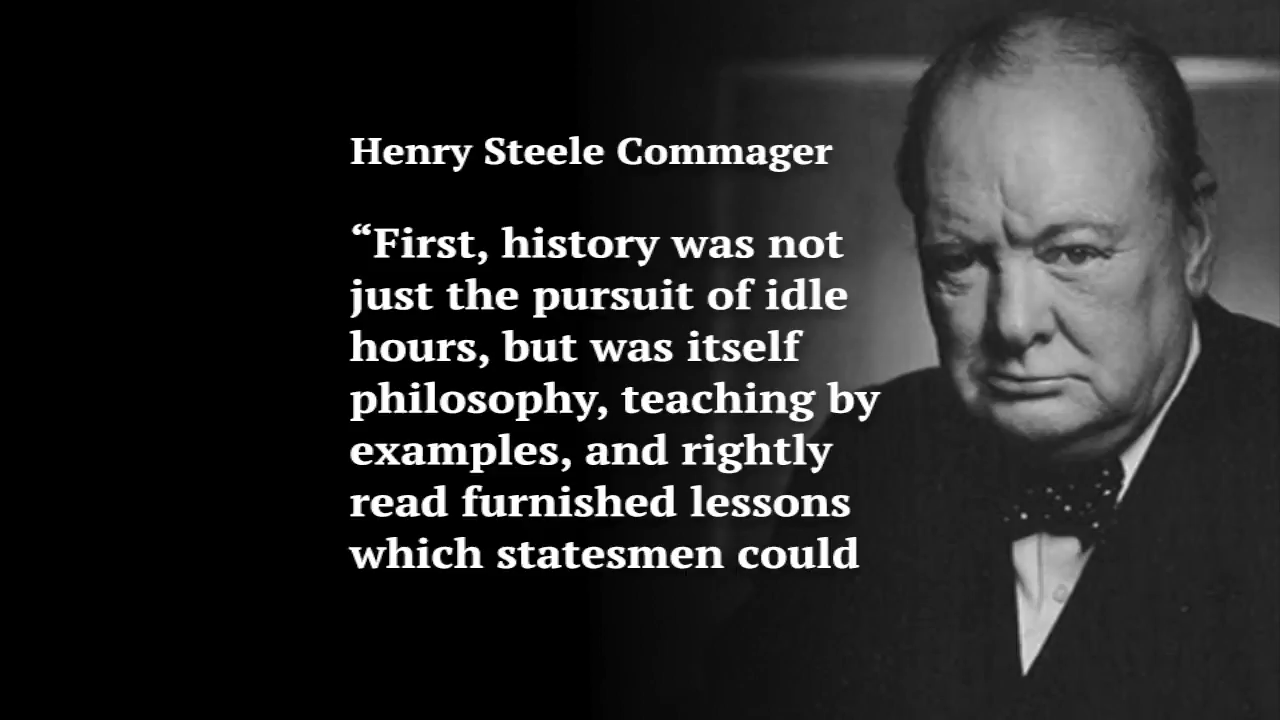 Henry Steele Commager
“First, history was not
just the pursuit of idle
hours, but was itself
philosophy, teaching by
examples, and rightly
read furnished lessons
which statesmen could